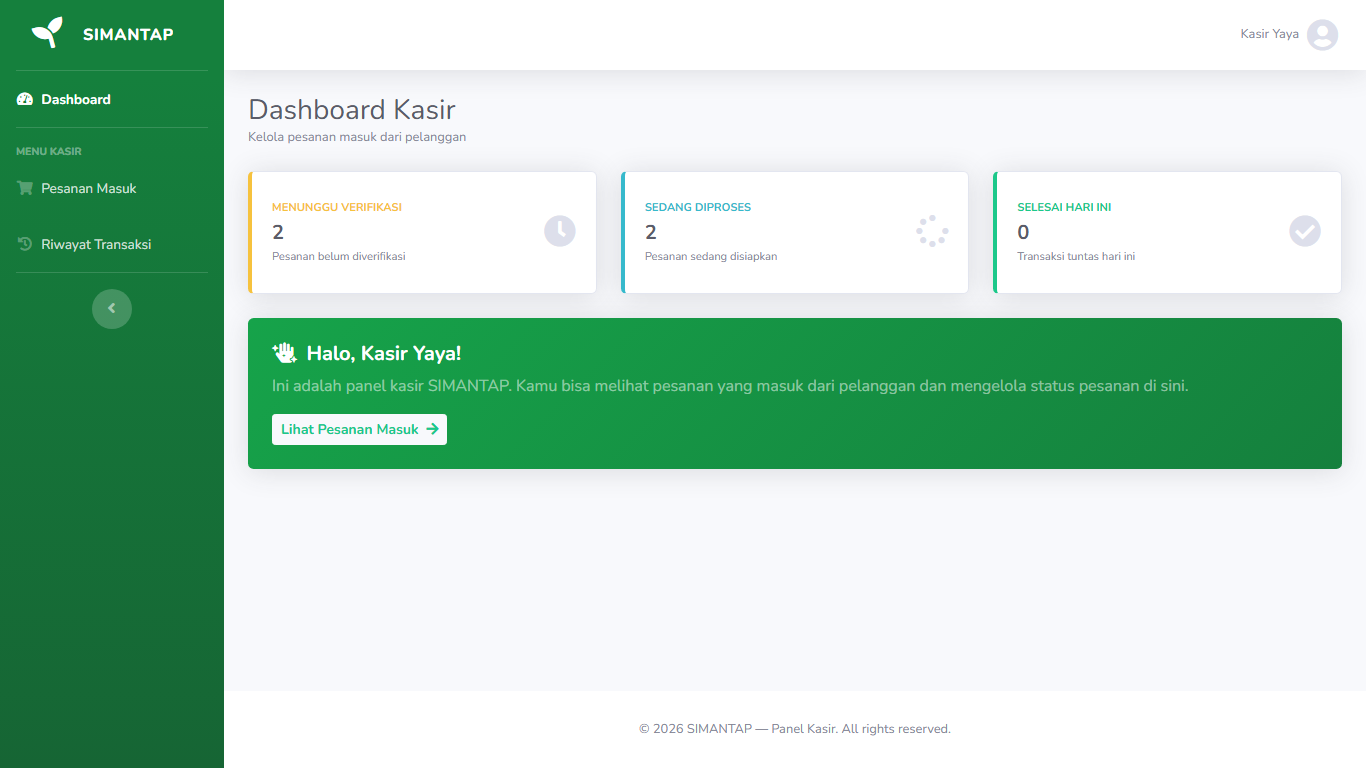 SIMANTAP
Kasir Yaya
Dashboard
MENU KASIR
Pesanan Masuk
Riwayat Transaksi
Dashboard Kasir
Kelola pesanan masuk dari pelanggan
MENUNGGU VERIFIKASI
2
Pesanan belum diverifikasi
SEDANG DIPROSES
2
Pesanan sedang disiapkan
SELESAI HARI INI
0
Transaksi tuntas hari ini
Halo, Kasir Yaya!
Ini adalah panel kasir SIMANTAP. Kamu bisa melihat pesanan yang masuk dari pelanggan dan mengelola status pesanan di sini.
Lihat Pesanan Masuk
© 2026 SIMANTAP — Panel Kasir. All rights reserved.